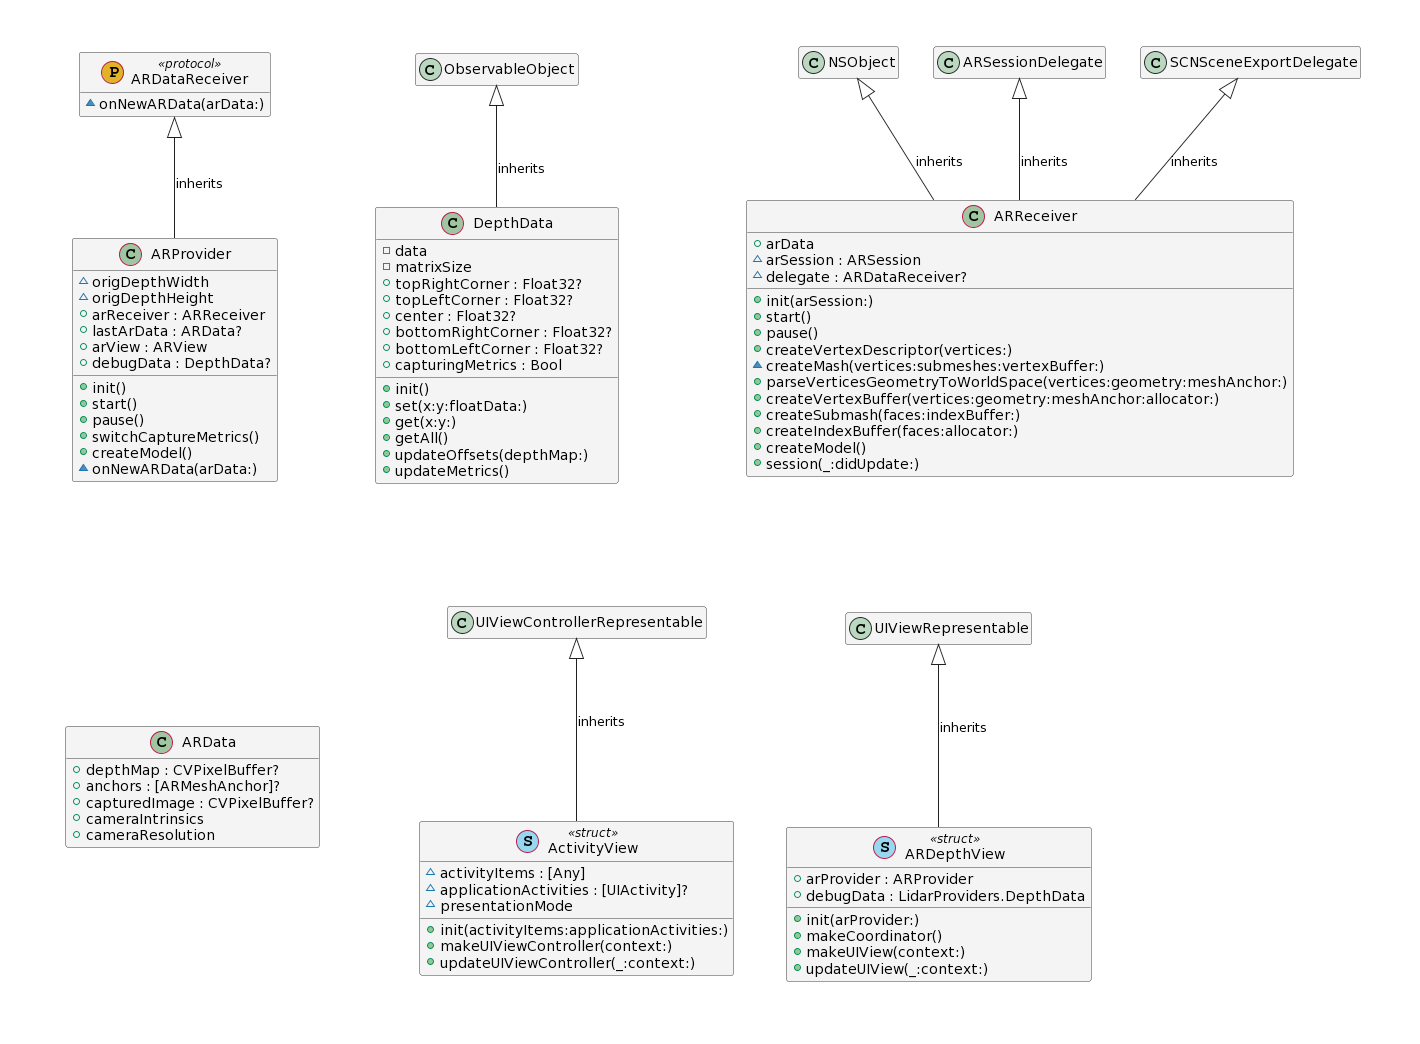 «protocol»
P
ARDataReceiver
onNewARData(arData:)
inherits
C ARProvider
origDepthWidth
origDepthHeight
arReceiver : ARReceiver
lastArData : ARData?
arView : ARView
debugData : DepthData?
init()
start()
pause()
switchCaptureMetrics()
createModel()
onNewARData(arData:)
C ObservableObject
inherits
C DepthData
data
matrixSize
topRightCorner : Float32?
topLeftCorner : Float32?
center : Float32?
bottomRightCorner : Float32?
bottomLeftCorner : Float32?
capturingMetrics : Bool
init()
set(x:y:floatData:)
get(x:y:)
getAll()
updateOffsets(depthMap:)
updateMetrics()
C NSObject
C ARSessionDelegate
C SCNSceneExportDelegate
inherits
inherits
inherits
C ARReceiver
arData
arSession : ARSession
delegate : ARDataReceiver?
init(arSession:)
start()
pause()
createVertexDescriptor(vertices:)
createMash(vertices:submeshes:vertexBuffer:)
parseVerticesGeometryToWorldSpace(vertices:geometry:meshAnchor:)
createVertexBuffer(vertices:geometry:meshAnchor:allocator:)
createSubmash(faces:indexBuffer:)
createIndexBuffer(faces:allocator:)
createModel()
session(_:didUpdate:)
C ARData
depthMap : CVPixelBuffer?
anchors : [ARMeshAnchor]?
capturedImage : CVPixelBuffer?
cameraIntrinsics
cameraResolution
C UIViewControllerRepresentable
inherits
«struct»
S
ActivityView
activityItems : [Any]
applicationActivities : [UIActivity]?
presentationMode
init(activityItems:applicationActivities:)
makeUIViewController(context:)
updateUIViewController(_:context:)
C UIViewRepresentable
inherits
«struct»
S
ARDepthView
arProvider : ARProvider
debugData : LidarProviders.DepthData
init(arProvider:)
makeCoordinator()
makeUIView(context:)
updateUIView(_:context:)